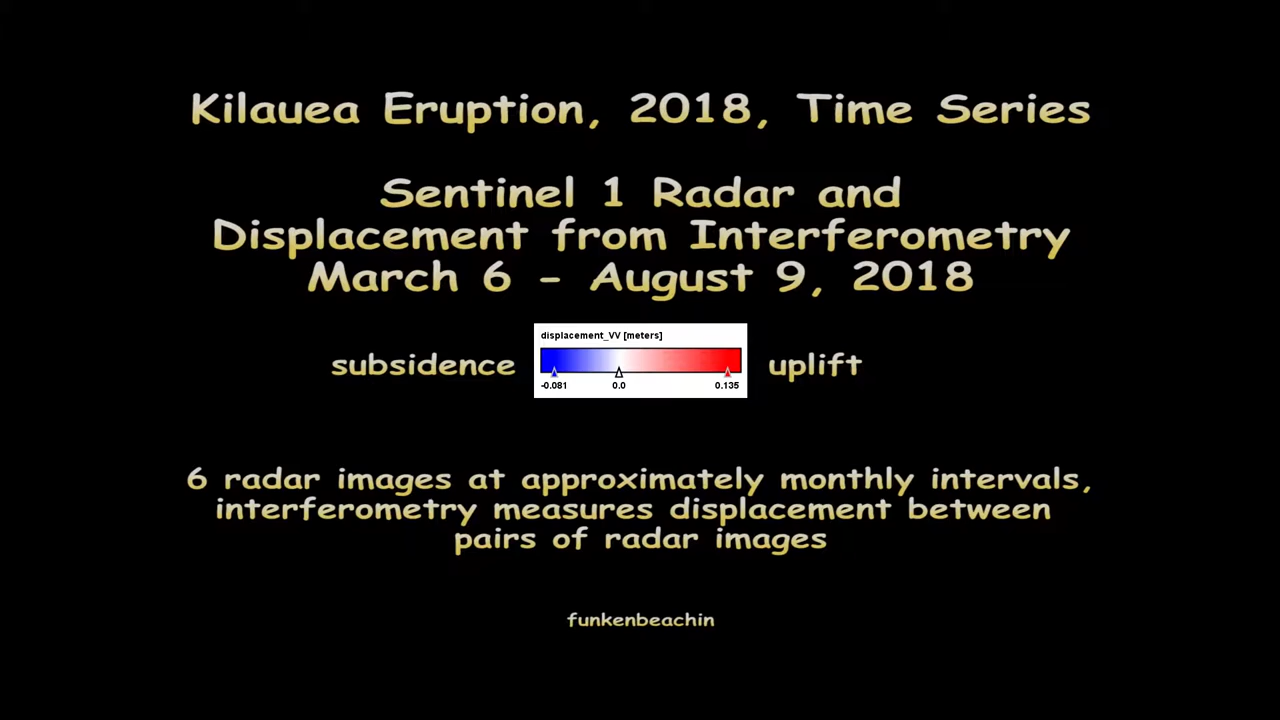 Kilauea Eruption, 2018, Time Series
Sentinel 1 Radar and
Displacement from Interferometry
March 6 - August 9, 2018
displacement_VV [meters]
subsidence
uplift
-0.081 0.0 0.135
6 radar images at approximately monthly intervals,
interferometry measures displacement between
pairs of radar images
funkenbeachin